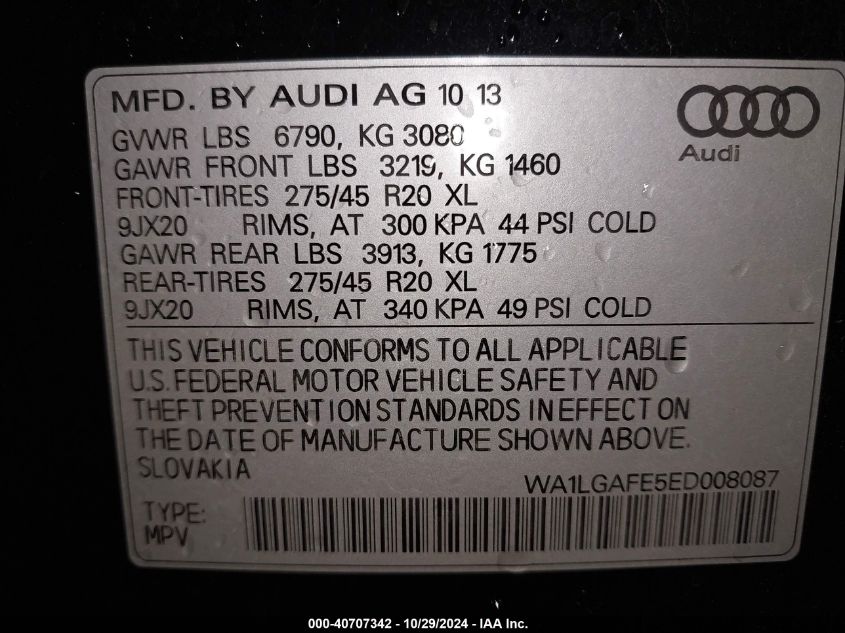 MFD. BY AUDI AG 10 13
GVWR LBS 6790, KG 3080
GAWR FRONT LBS 3219, KG 1460
FRONT-TIRES 275/45 R20 XL
9JX20 RIMS, AT 300 KPA 44 PSI COLD
GAWR REAR LBS 3913, KG 1775
REAR-TIRES 275/45 R20 XL
9JX20 RIMS, AT 340 KPA 49 PSI COLD
Audi
THIS VEHICLE CONFORMS TO ALL APPLICABLE
U.S. FEDERAL MOTOR VEHICLE SAFETY AND
THEFT PREVENTION STANDARDS IN EFFECT ON
THE DATE OF MANUFACTURE SHOWN ABOVE.
SLOVAKIA
WA1LGAFE5ED008087
TYPE:
MPV
000-40707342 - 10/29/2024 - IAA Inc.